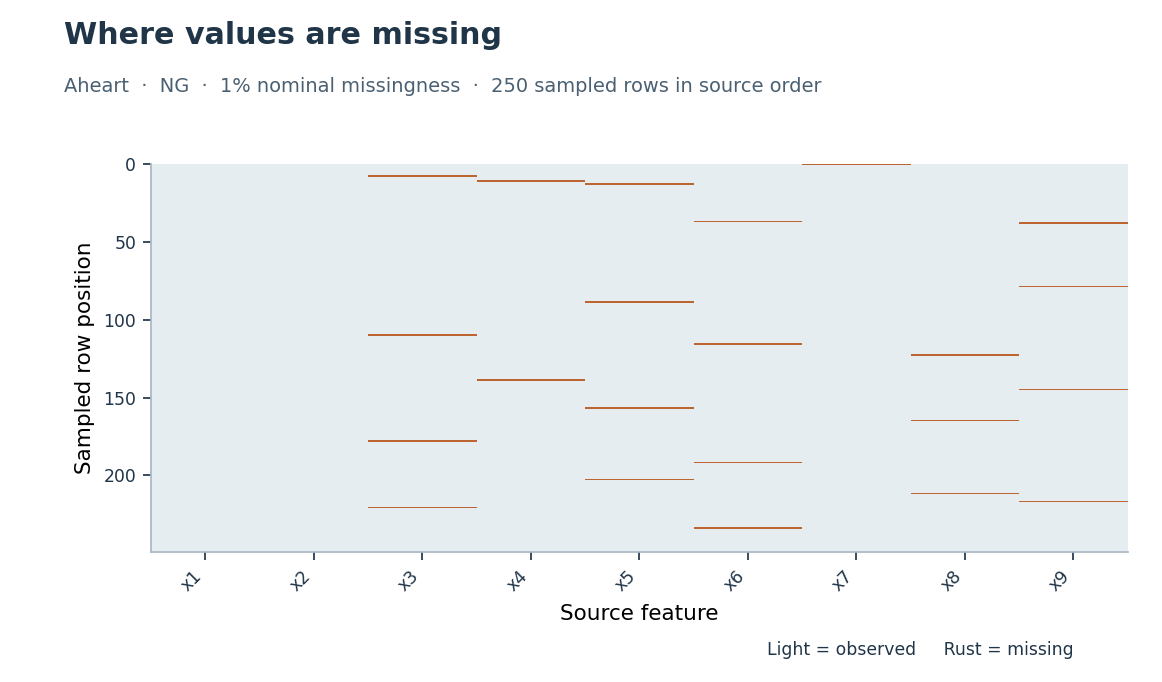 Where values are missing
Aheart · NG · 1% nominal missingness · 250 sampled rows in source order
Sampled row position
0
50
100
150
200
x1 x2 x3 x4 x5 x6 x7 x8 x9
Source feature
Light = observed Rust = missing